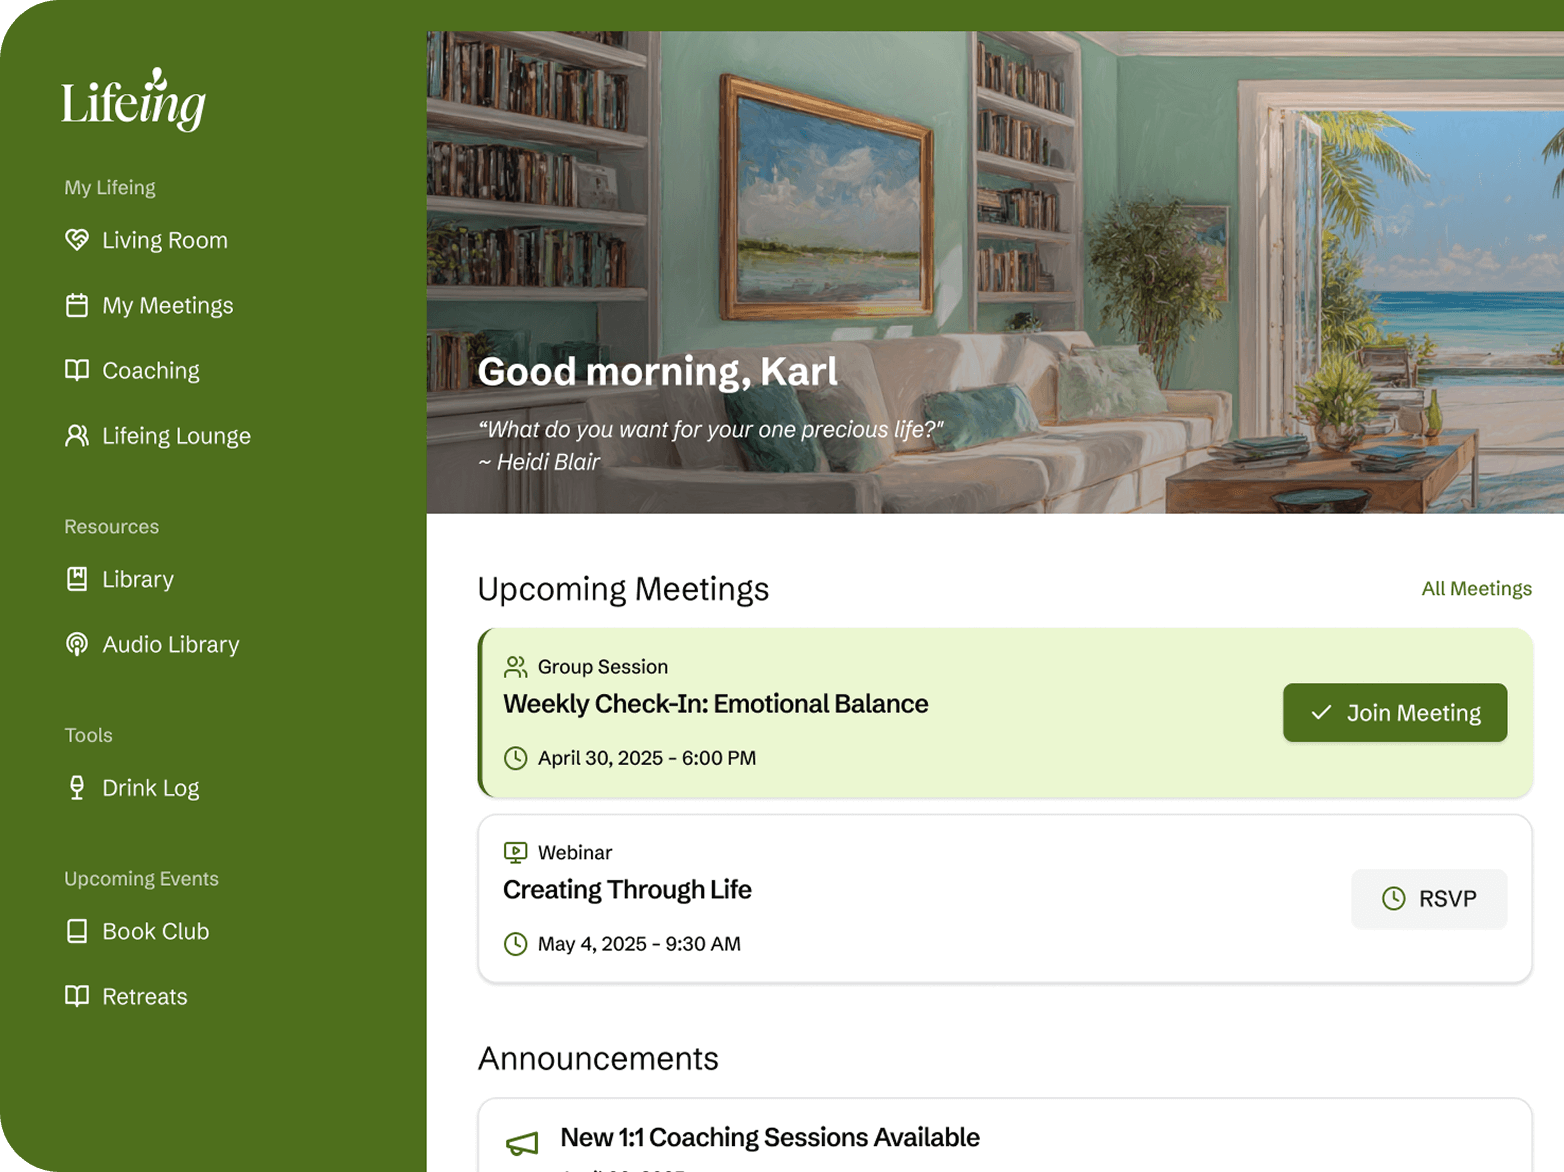 Lifeing
My Lifeing
Living Room
My Meetings
Coaching
Lifeing Lounge
Resources
Library
Audio Library
Tools
Drink Log
Upcoming Events
Book Club
Retreats
Good morning, Karl
“What do you want for your one precious life?”
~ Heidi Blair
Upcoming Meetings
All Meetings
Group Session
Weekly Check-In: Emotional Balance
April 30, 2025 - 6:00 PM
Join Meeting
Webinar
Creating Through Life
May 4, 2025 - 9:30 AM
RSVP
Announcements
New 1:1 Coaching Sessions Available